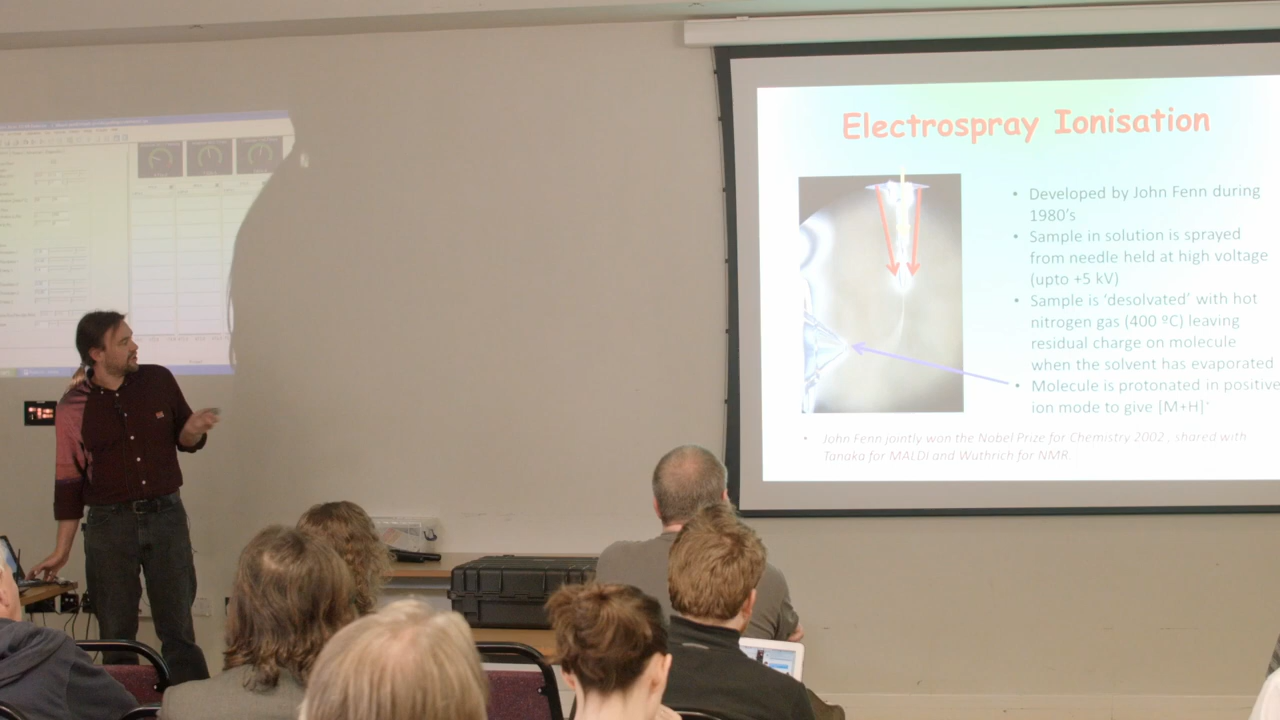 Electrospray Ionisation
• Developed by John Fenn during
1980's
• Sample in solution is sprayed
from needle held at high voltage
(upto +5 kV)
• Sample is 'desolvated' with hot
nitrogen gas (400 ºC) leaving
residual charge on molecule
when the solvent has evaporated
• Molecule is protonated in positive
ion mode to give [M+H]⁺
• John Fenn jointly won the Nobel Prize for Chemistry 2002 , shared with
Tanaka for MALDI and Wuthrich for NMR.